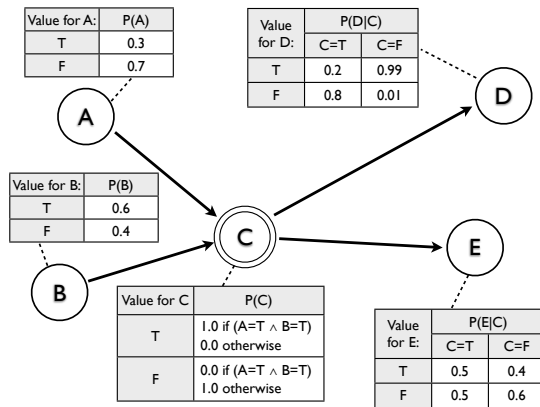 Value for A: P(A)
T 0.3
F 0.7
Value for D: P(D|C)
C=T C=F
T 0.2 0.99
F 0.8 0.01
A
D
Value for B: P(B)
T 0.6
F 0.4
C
E
B
Value for C P(C)
T 1.0 if (A=T ∧ B=T)
0.0 otherwise
F 0.0 if (A=T ∧ B=T)
1.0 otherwise
Value for E: P(E|C)
C=T C=F
T 0.5 0.4
F 0.5 0.6